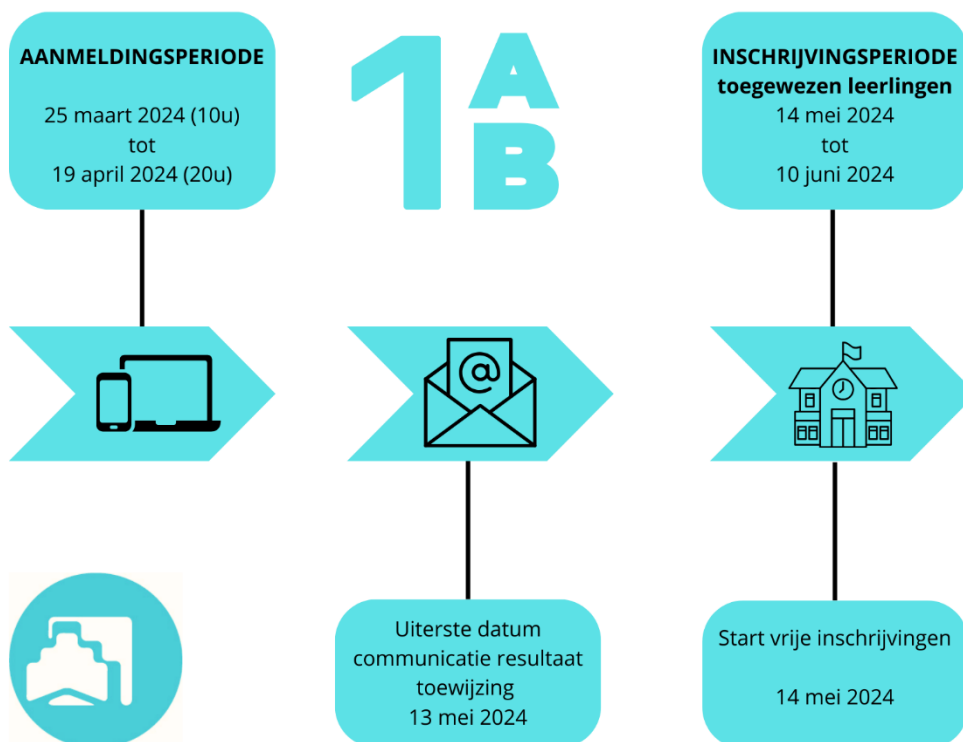 AANMELDINGSPERIODE
25 maart 2024 (10u)
tot
19 april 2024 (20u)
1A
B
INSCHRIJVINGSPERIODE
toegewezen leerlingen
14 mei 2024
tot
10 juni 2024
@
Uiterste datum
communicatie resultaat
toewijzing
13 mei 2024
Start vrije inschrijvingen
14 mei 2024